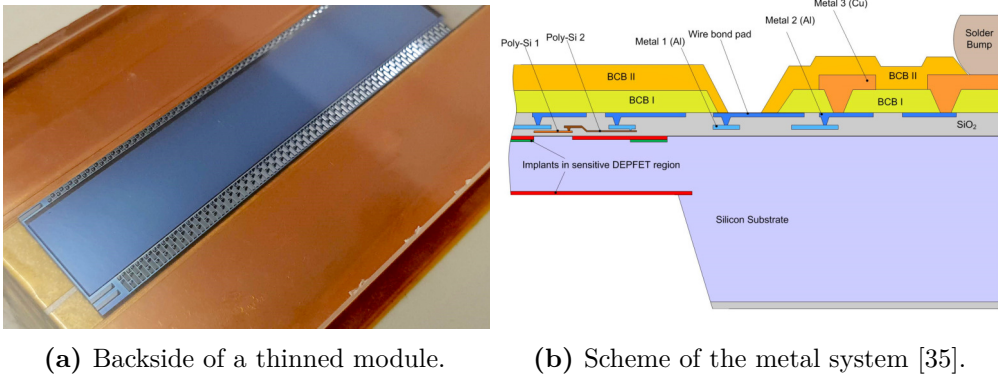 Metal 3 (Cu)
Poly-Si 1
Poly-Si 2
Metal 1 (Al)
Wire bond pad
Metal 2 (Al)
Solder
Bump
BCB II
BCB II
BCB I
BCB I
SiO₂
Implants in sensitive DEPFET region
Silicon Substrate
(a) Backside of a thinned module.
(b) Scheme of the metal system [35].